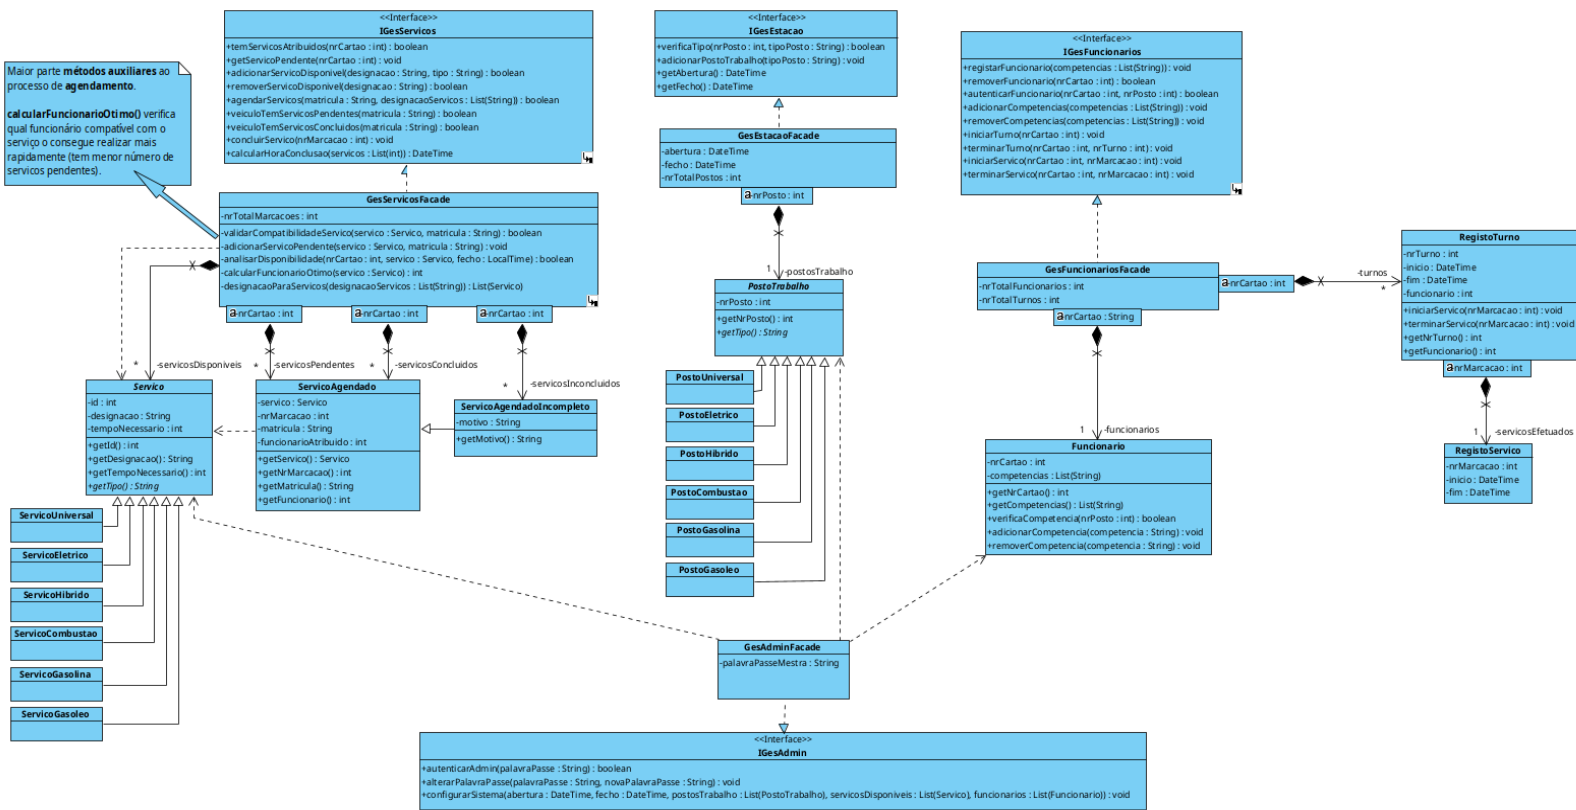 <<Interface>>
IGesServicos
+temServicosAtribuidos(nrCartao : int) : boolean
+getServicoPendente(nrCartao : int) : void
+adicionarServicoDisponivel(designacao : String, tipo : String) : boolean
+removerServicoDisponivel(designacao : String) : boolean
+agendarServicos(matricula : String, designacaoServicos : List(String)) : boolean
+veiculoTemServicosPendentes(matricula : String) : boolean
+veiculoTemServicosConcluidos(matricula : String) : boolean
+concluirServico(nrMarcacao : int) : void
+calcularHoraConclusao(servicos : List(int)) : DateTime
<<Interface>>
IGesEstacao
+verificaTipo(nrPosto : int, tipoPosto : String) : boolean
+adicionarPostoTrabalho(tipoPosto : String) : void
+getAbertura() : DateTime
+getFecho() : DateTime
<<Interface>>
IGesFuncionarios
+registarFuncionario(competencias : List(String)) : void
+removerFuncionario(nrCartao : int) : boolean
+autenticarFuncionario(nrCartao : int, nrPosto : int) : boolean
+adicionarCompetencias(competencias : List(String)) : void
+removerCompetencias(competencias : List(String)) : void
+iniciarTurno(nrCartao : int) : void
+terminarTurno(nrCartao : int, nrTurno : int) : void
+iniciarServico(nrCartao : int, nrMarcacao : int) : void
+terminarServico(nrCartao : int, nrMarcacao : int) : void
Maior parte métodos auxiliares ao
processo de agendamento.
calcularFuncionarioOtimo() verifica
qual funcionário compatível com o
serviço o consegue realizar mais
rapidamente (tem menor número de
servicos pendentes).
GesServicosFacade
-nrTotalMarcacoes : int
-validarCompatibilidadeServico(servico : Servico, matricula : String) : boolean
-adicionarServicoPendente(servico : Servico, matricula : String) : void
-analisarDisponibilidade(nrCartao : int, servico : Servico, fecho : LocalTime) : boolean
-calcularFuncionarioOtimo(servico : Servico) : int
-designacaoParaServicos(designacaoServicos : List(String)) : List(Servico)
a-nrCartao : int
a-nrCartao : int
a-nrCartao : int
GesEstacaoFacade
-abertura : DateTime
-fecho : DateTime
-nrTotalPostos : int
a-nrPosto : int
GesFuncionariosFacade
-nrTotalFuncionarios : int
-nrTotalTurnos : int
a-nrCartao : int
a-nrCartao : String
-turnos
*
RegistoTurno
-nrTurno : int
-inicio : DateTime
-fim : DateTime
-funcionario : int
+iniciarServico(nrMarcacao : int) : void
+terminarServico(nrMarcacao : int) : void
+getNrTurno() : int
+getFuncionario() : int
a-nrMarcacao : int
1 -servicosEfetuados
RegistoServico
-nrMarcacao : int
-inicio : DateTime
-fim : DateTime
* -servicosDisponiveis
* -servicosPendentes
* -servicosConcluidos
* -servicosInconcluidos
1 -postosTrabalho
Servico
-id : int
-designacao : String
-tempoNecessario : int
+getId() : int
+getDesignacao() : String
+getTempoNecessario() : int
+getTipo() : String
ServicoAgendado
-servico : Servico
-nrMarcacao : int
-matricula : String
-funcionarioAtribuido : int
+getServico() : Servico
+getNrMarcacao() : int
+getMatricula() : String
+getFuncionario() : int
ServicoAgendadoIncompleto
-motivo : String
+getMotivo() : String
PostoTrabalho
-nrPosto : int
+getNrPosto() : int
+getTipo() : String
PostoUniversal
PostoEletrico
PostoHibrido
PostoCombustao
PostoGasolina
PostoGasoleo
1 -funcionarios
Funcionario
-nrCartao : int
-competencias : List(String)
+getNrCartao() : int
+getCompetencias() : List(String)
+verificaCompetencia(nrPosto : int) : boolean
+adicionarCompetencia(competencia : String) : void
+removerCompetencia(competencia : String) : void
ServicoUniversal
ServicoEletrico
ServicoHibrido
ServicoCombustao
ServicoGasolina
ServicoGasoleo
GesAdminFacade
-palavraPasseMestra : String
<<Interface>>
IGesAdmin
+autenticarAdmin(palavraPasse : String) : boolean
+alterarPalavraPasse(palavraPasse : String, novaPalavraPasse : String) : void
+configurarSistema(abertura : DateTime, fecho : DateTime, postosTrabalho : List(PostoTrabalho), servicosDisponiveis : List(Servico), funcionarios : List(Funcionario)) : void